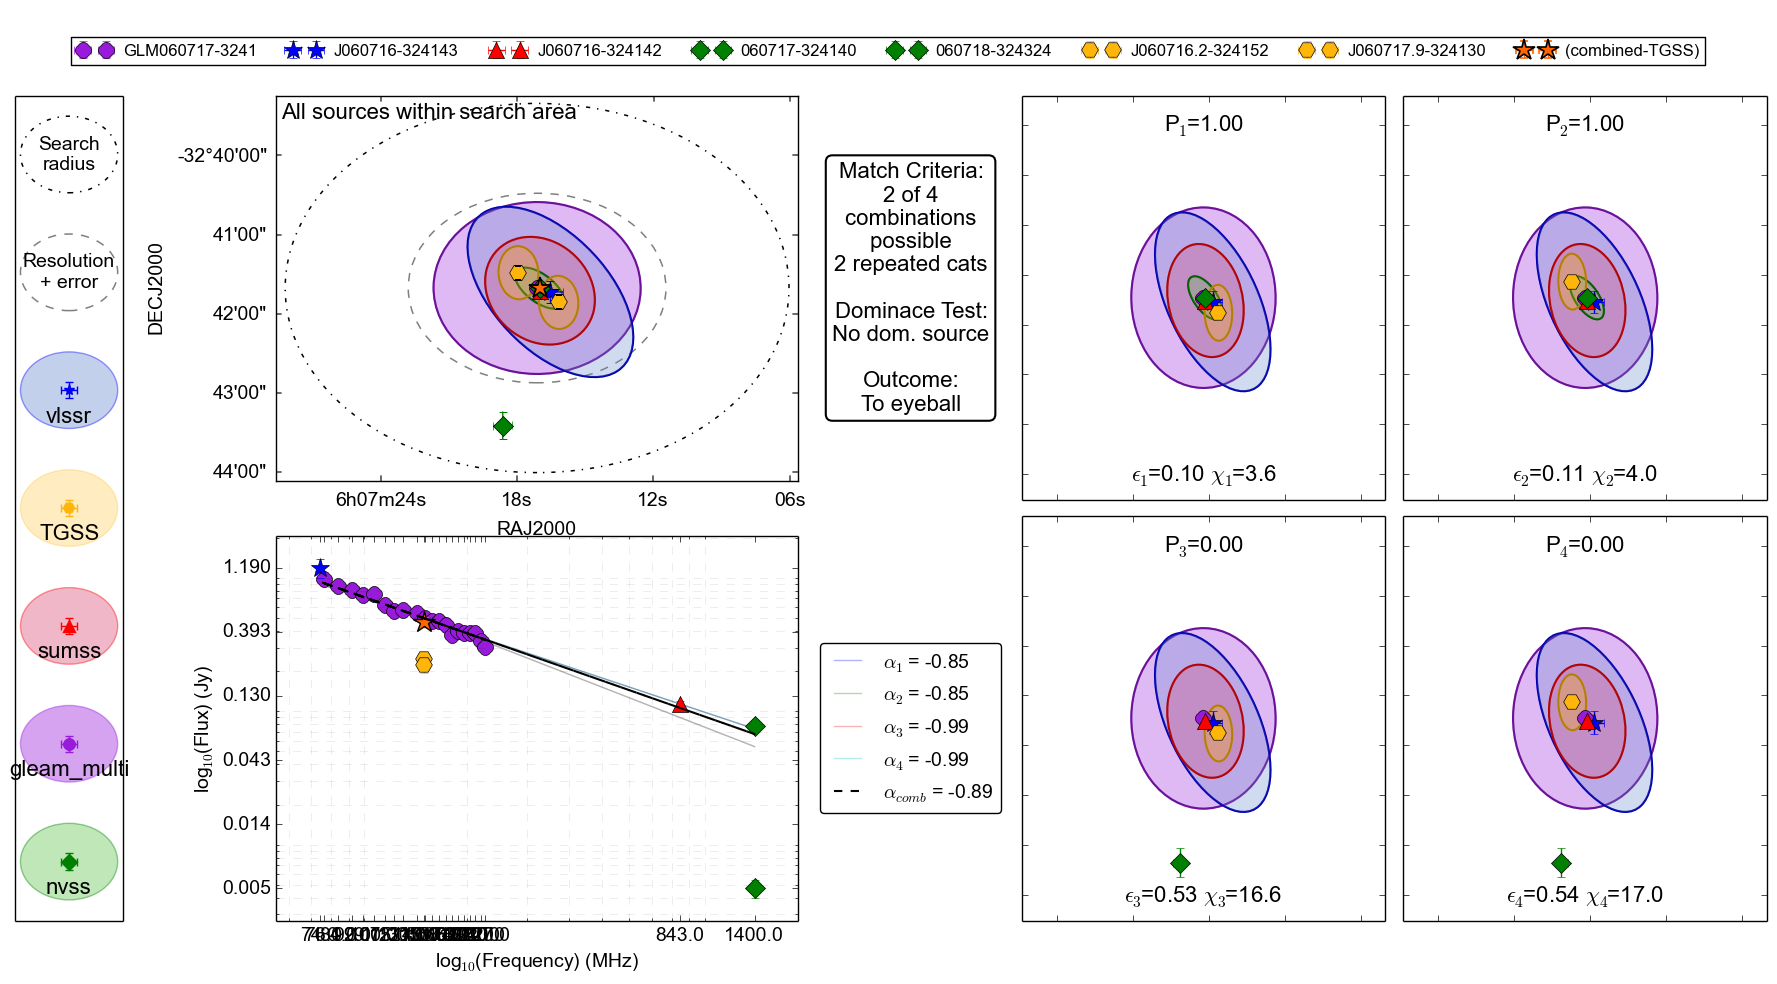 GLM060717-3241 J060716-324143 J060716-324142 060717-324140 060718-324324 J060716.2-324152 J060717.9-324130 (combined-TGSS)
Search
radius
Resolution
+ error
vlssr
TGSS
sumss
gleam_multi
nvss
All sources within search area
DECJ2000
-32°40'00"
41'00"
42'00"
43'00"
44'00"
6h07m24s 18s 12s 06s
RAJ2000
log10(Flux) (Jy)
1.190
0.393
0.130
0.043
0.014
0.005
843.0 1400.0
log10(Frequency) (MHz)
Match Criteria:
2 of 4
combinations
possible
2 repeated cats
Dominace Test:
No dom. source
Outcome:
To eyeball
α1 = -0.85
α2 = -0.85
α3 = -0.99
α4 = -0.99
αcomb = -0.89
P1=1.00
ϵ1=0.10 χ1=3.6
P2=1.00
ϵ2=0.11 χ2=4.0
P3=0.00
ϵ3=0.53 χ3=16.6
P4=0.00
ϵ4=0.54 χ4=17.0